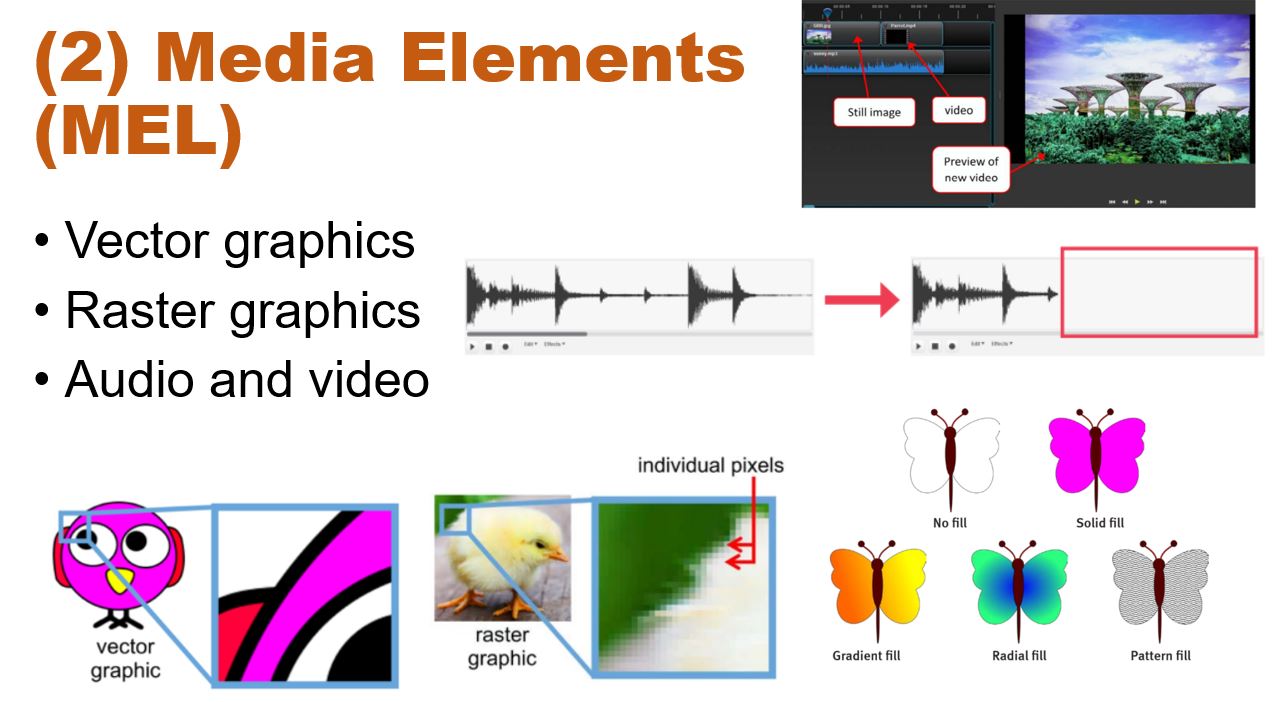 (2) Media Elements
(MEL)
• Vector graphics
• Raster graphics
• Audio and video
Still image
video
Preview of
new video
Edit Effects
Edit Effects
individual pixels
vector
graphic
raster
graphic
No fill
Solid fill
Gradient fill
Radial fill
Pattern fill